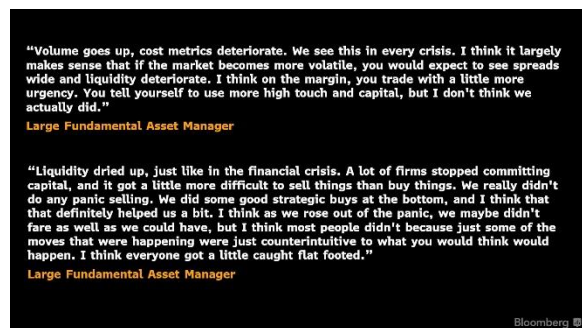 “Volume goes up, cost metrics deteriorate. We see this in every crisis. I think it largely
makes sense that if the market becomes more volatile, you would expect to see spreads
wide and liquidity deteriorate. I think on the margin, you trade with a little more
urgency. You tell yourself to use more high touch and capital, but I don't think we
actually did.”
Large Fundamental Asset Manager
“Liquidity dried up, just like in the financial crisis. A lot of firms stopped committing
capital, and it got a little more difficult to sell things than buy things. We really didn't
do any panic selling. We did some good strategic buys at the bottom, and I think that
that definitely helped us a bit. I think as we rose out of the panic, we maybe didn't
fare as well as we could have, but I think most people didn't because just some of the
moves that were happening were just counterintuitive to what you would think would
happen. I think everyone got a little caught flat footed.”
Large Fundamental Asset Manager
Bloomberg